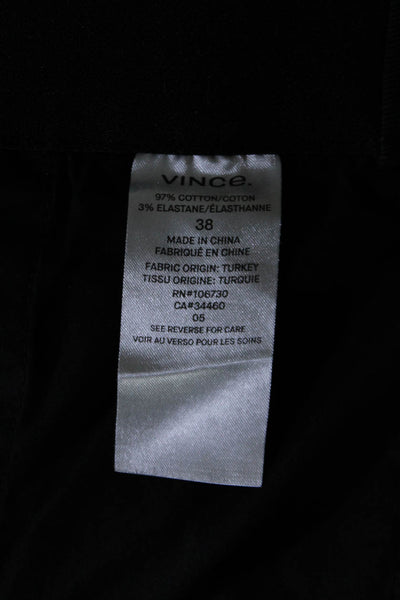 VINCE.
97% COTTON/COTON
3% ELASTANE/ÉLASTHANNE
38
MADE IN CHINA
FABRIQUÉ EN CHINE
FABRIC ORIGIN: TURKEY
TISSU ORIGINE: TURQUIE
RN#106730
CA#34460
05
SEE REVERSE FOR CARE
VOIR AU VERSO POUR LES SOINS